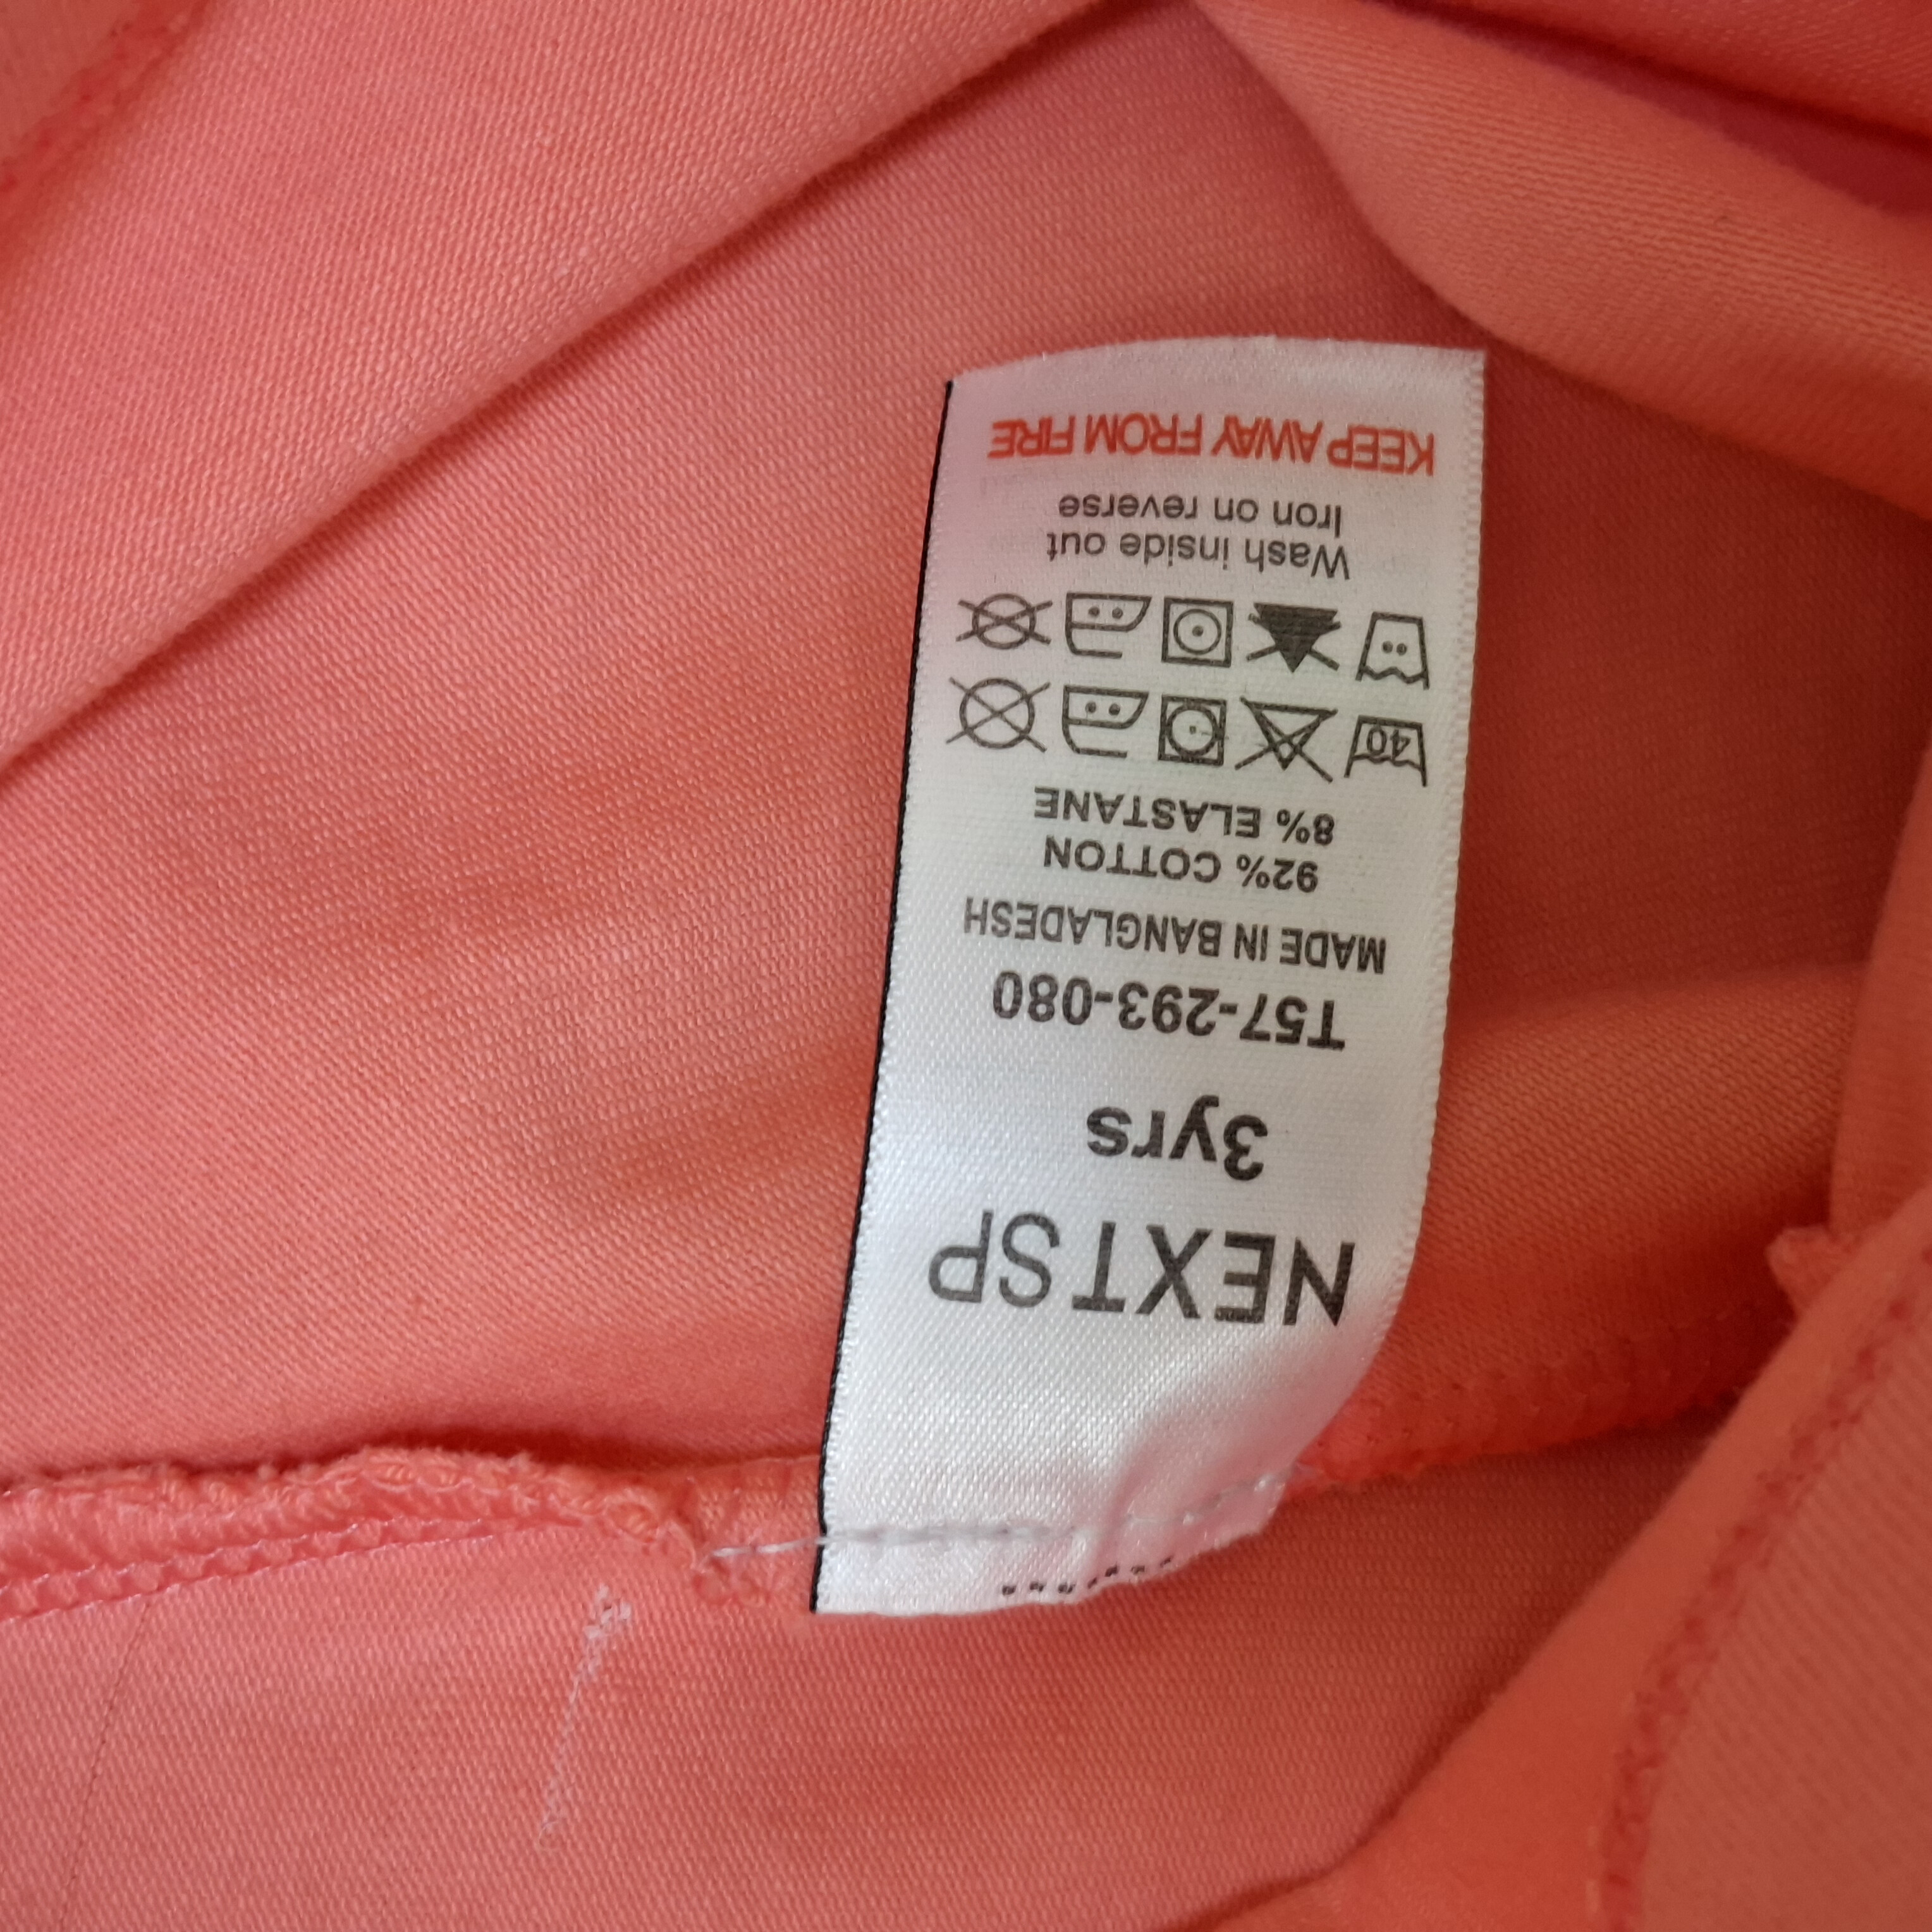 NEXTSP
3yrs
T57-293-080
MADE IN BANGLADESH
92% COTTON
8% ELASTANE
40
Wash inside out
Iron on reverse
KEEP AWAY FROM FIRE